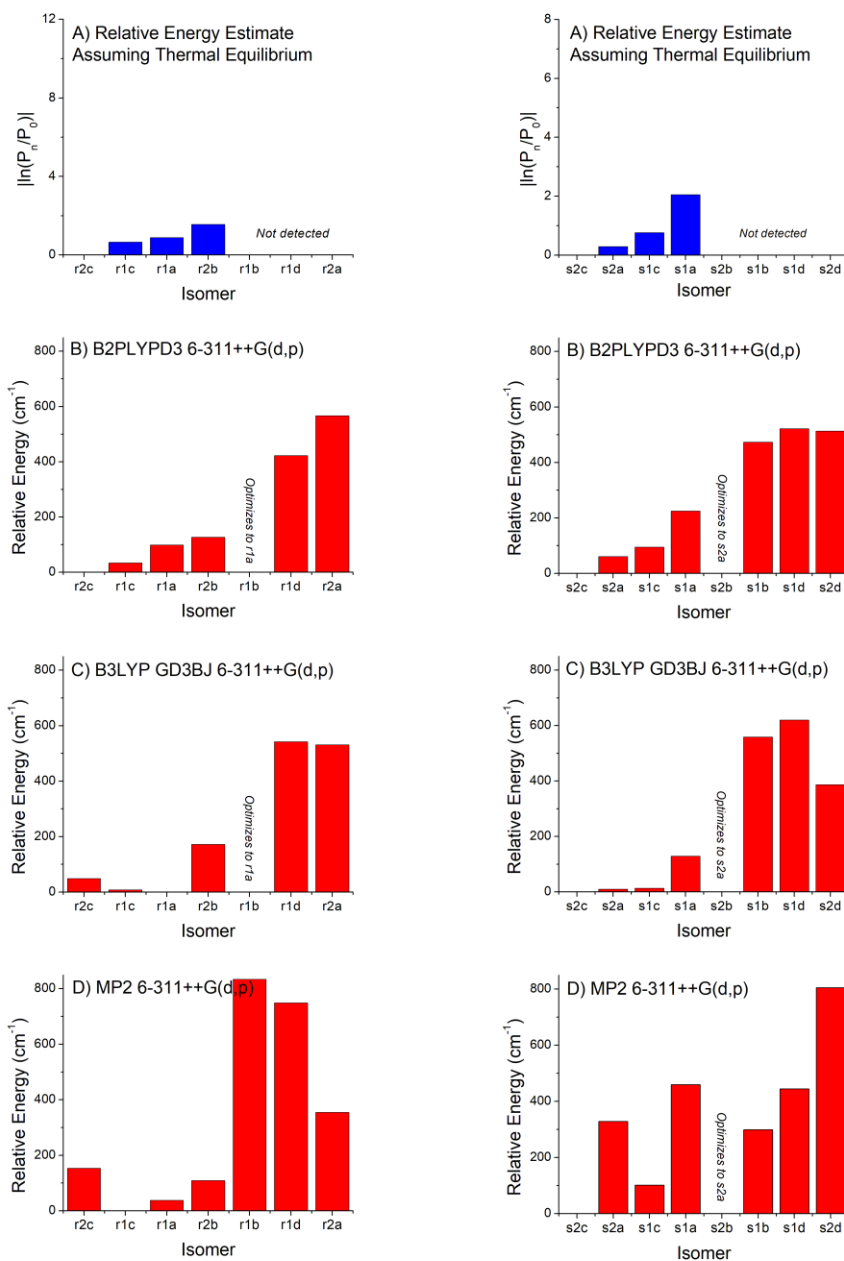 A) Relative Energy Estimate
Assuming Thermal Equilibrium
12
8
4
0
|ln(Pn/P0)|
Not detected
r2c r1c r1a r2b r1b r1d r2a
Isomer
B) B2PLYPD3 6-311++G(d,p)
800
600
400
200
0
Relative Energy (cm-1)
Optimizes to r1a
r2c r1c r1a r2b r1b r1d r2a
Isomer
C) B3LYP GD3BJ 6-311++G(d,p)
800
600
400
200
0
Relative Energy (cm-1)
Optimizes to r1a
r2c r1c r1a r2b r1b r1d r2a
Isomer
D) MP2 6-311++G(d,p)
800
600
400
200
0
Relative Energy (cm-1)
r2c r1c r1a r2b r1b r1d r2a
Isomer
A) Relative Energy Estimate
Assuming Thermal Equilibrium
8
6
4
2
0
|ln(Pn/P0)|
Not detected
s2c s2a s1c s1a s2b s1b s1d s2d
Isomer
B) B2PLYPD3 6-311++G(d,p)
800
600
400
200
0
Relative Energy (cm-1)
Optimizes to s2a
s2c s2a s1c s1a s2b s1b s1d s2d
Isomer
C) B3LYP GD3BJ 6-311++G(d,p)
800
600
400
200
0
Relative Energy (cm-1)
Optimizes to s2a
s2c s2a s1c s1a s2b s1b s1d s2d
Isomer
D) MP2 6-311++G(d,p)
800
600
400
200
0
Relative Energy (cm-1)
Optimizes to s2a
s2c s2a s1c s1a s2b s1b s1d s2d
Isomer